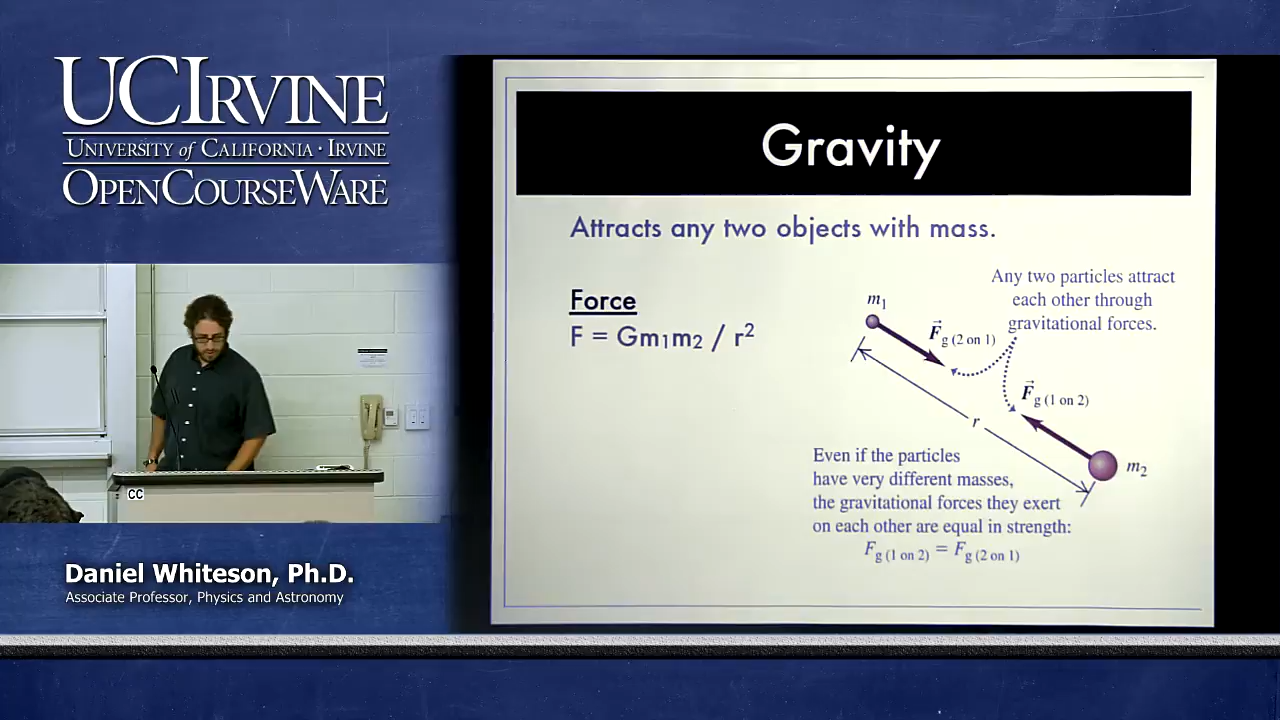 UCIRVINE
UNIVERSITY of CALIFORNIA · IRVINE
OPENCOURSEWARE
CC
Daniel Whiteson, Ph.D.
Associate Professor, Physics and Astronomy
Gravity
Attracts any two objects with mass.
Force
F = Gm₁m₂ / r²
Any two particles attract
each other through
gravitational forces.
m₁
F⃗g (2 on 1)
F⃗g (1 on 2)
r
m₂
Even if the particles
have very different masses,
the gravitational forces they exert
on each other are equal in strength:
Fg (1 on 2) = Fg (2 on 1)